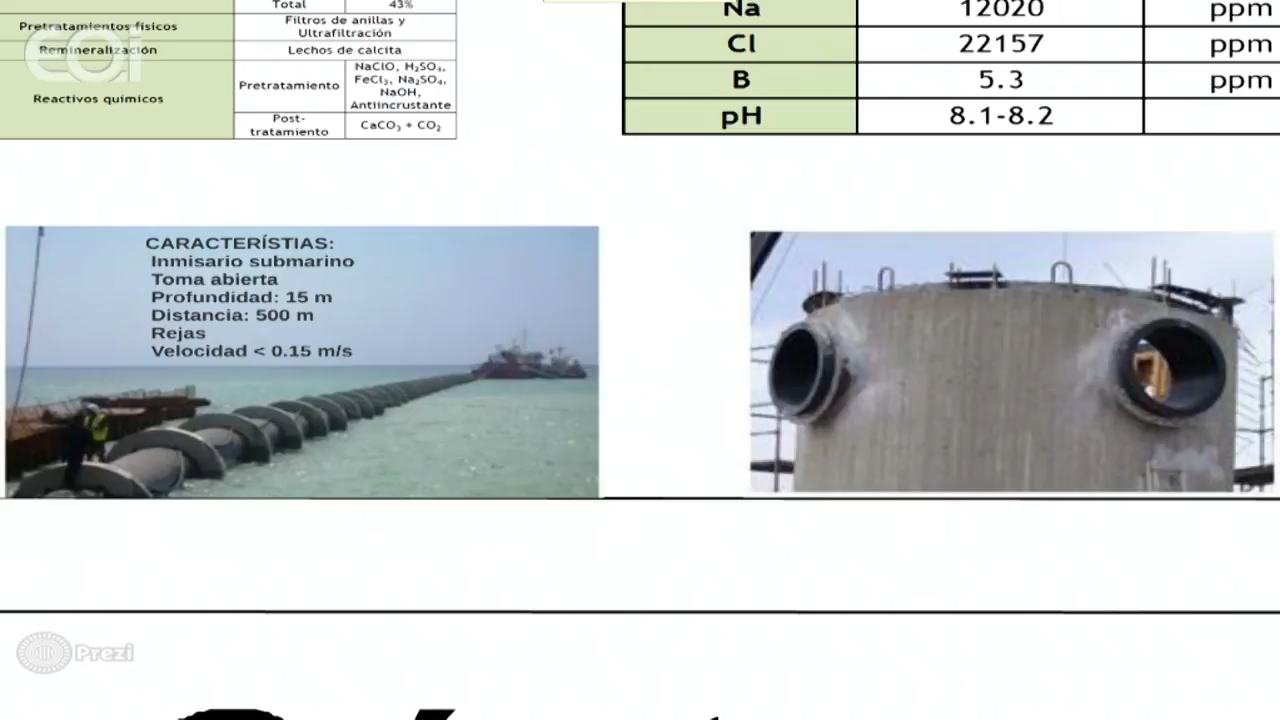 Total 43%
Pretratamientos físicos
Filtros de anillas y
Ultrafiltración
Remineralización
Lechos de calcita
Reactivos químicos
Pretratamiento
NaClO, H₂SO₄,
FeCl₃, Na₂SO₄,
NaOH,
Antiincrustante
Post-
tratamiento
CaCO₃ + CO₂
eoi
Na 12020 ppm
Cl 22157 ppm
B 5.3 ppm
pH 8.1-8.2
CARACTERÍSTIAS:
Inmisario submarino
Toma abierta
Profundidad: 15 m
Distancia: 500 m
Rejas
Velocidad < 0.15 m/s
Prezi